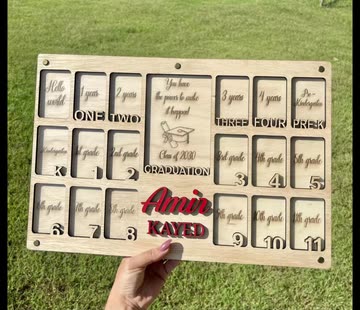 Hello
world
1 years
2 years
You have
the power to make
it happen!
3 years
4 years
Pre-
Kindergarten
ONE
TWO
THREE
FOUR
PRE-K
Class of 2030
Kindergarten
1st grade
2nd grade
3rd grade
4th grade
5th grade
K
1
2
GRADUATION
3
4
5
6th grade
7th grade
8th grade
Amir
KAYED
9th grade
10th grade
11th grade
6
7
8
9
10
11